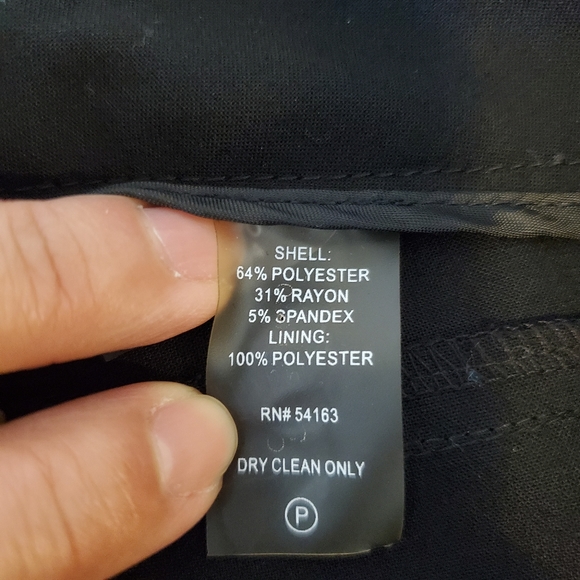 SHELL:
64% POLYESTER
31% RAYON
5% SPANDEX
LINING:
100% POLYESTER
RN# 54163
DRY CLEAN ONLY
P